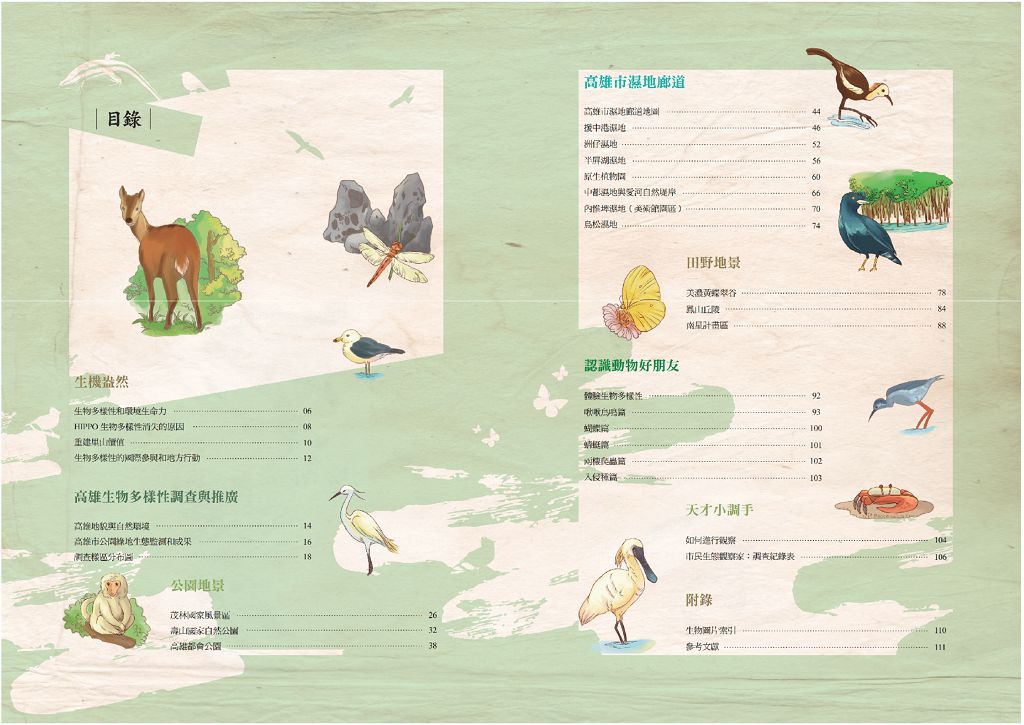 目錄
生機盎然
生物多樣性和環境生命力 06
HIPPO 生物多樣性消失的原因 08
重建里山價值 10
生物多樣性的國際參與和地方行動 12
高雄生物多樣性調查與推廣
高雄地貌與自然環境 14
高雄市公園綠地生態監測和成果 16
調查樣區分布圖 18
公園地景
茂林國家風景區 26
壽山國家自然公園 32
高雄都會公園 38
高雄市濕地廊道
高雄市濕地廊道地圖 44
援中港濕地 46
洲仔濕地 52
半屏湖濕地 56
原生植物園 60
中都濕地與愛河自然堤岸 66
內惟埤濕地（美術館園區） 70
鳥松濕地 74
田野地景
美濃黃蝶翠谷 78
鳳山丘陵 84
南星計畫區 88
認識動物好朋友
體驗生物多樣性 92
啾啾鳥鳴篇 93
蝴蝶篇 100
蜻蜓篇 101
兩棲爬蟲篇 102
入侵種篇 103
天才小調手
如何進行觀察 104
市民生態觀察家：調查紀錄表 106
附錄
生物圖片索引 110
參考文獻 111